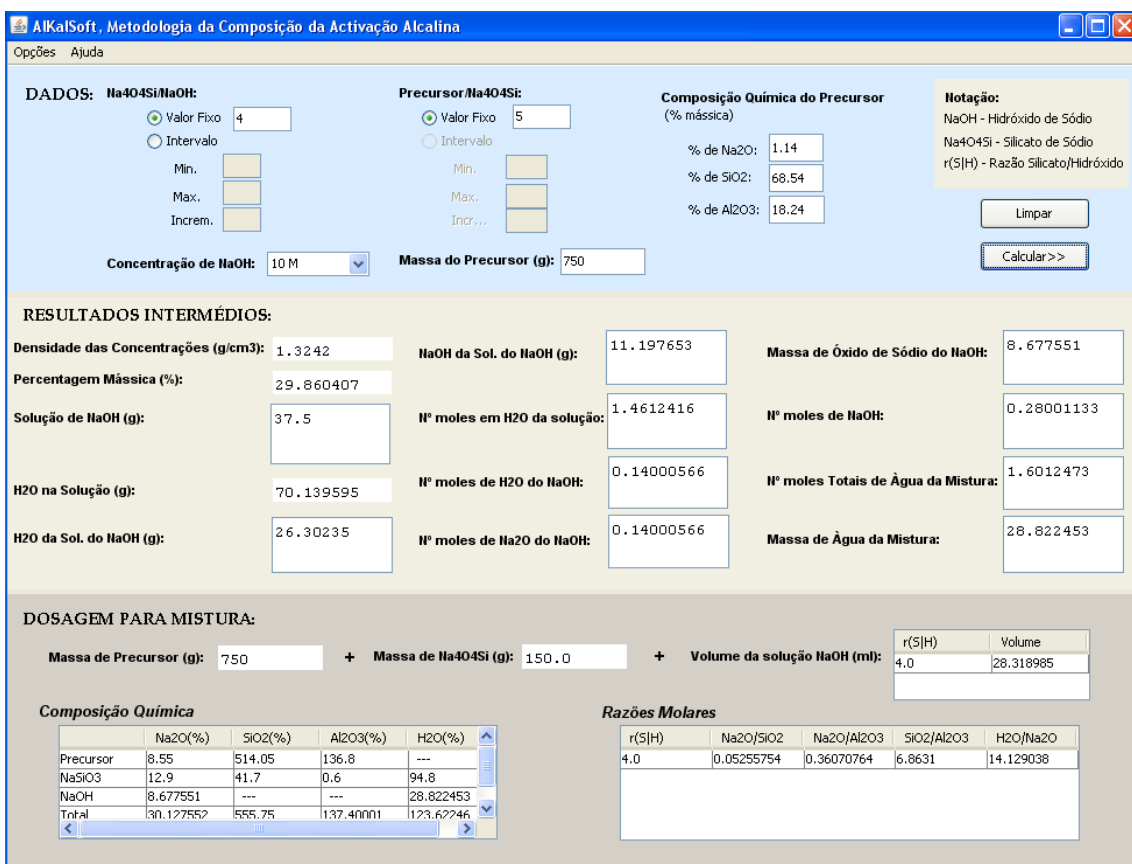 AlKalSoft, Metodologia da Composição da Activação Alcalina
Opções Ajuda
DADOS: Na4O4Si/NaOH:
Valor Fixo 4
Intervalo
Min.
Max.
Increm.
Concentração de NaOH: 10 M
Precursor/Na4O4Si:
Valor Fixo 5
Intervalo
Min.
Max.
Incr...
Massa do Precursor (g): 750
Composição Química do Precursor
(% mássica)
% de Na2O: 1.14
% de SiO2: 68.54
% de Al2O3: 18.24
Notação:
NaOH - Hidróxido de Sódio
Na4O4Si - Silicato de Sódio
r(S|H) - Razão Silicato/Hidróxido
Limpar
Calcular>>
RESULTADOS INTERMÉDIOS:
Densidade das Concentrações (g/cm3): 1.3242
Percentagem Mássica (%): 29.860407
Solução de NaOH (g): 37.5
H2O na Solução (g): 70.139595
H2O da Sol. do NaOH (g): 26.30235
NaOH da Sol. do NaOH (g): 11.197653
Nº moles em H2O da solução: 1.4612416
Nº moles de H2O do NaOH: 0.14000566
Nº moles de Na2O do NaOH: 0.14000566
Massa de Óxido de Sódio do NaOH: 8.677551
Nº moles de NaOH: 0.28001133
Nº moles Totais de Àgua da Mistura: 1.6012473
Massa de Àgua da Mistura: 28.822453
DOSAGEM PARA MISTURA:
Massa de Precursor (g): 750 + Massa de Na4O4Si (g): 150.0 + Volume da solução NaOH (ml):
r(S|H) Volume
4.0 28.318985
Composição Química
Na2O(%) SiO2(%) Al2O3(%) H2O(%)
Precursor 8.55 514.05 136.8 ---
NaSiO3 12.9 41.7 0.6 94.8
NaOH 8.677551 --- --- 28.822453
Total 30.127552 555.75 137.40001 123.62246
Razões Molares
r(S|H) Na2O/SiO2 Na2O/Al2O3 SiO2/Al2O3 H2O/Na2O
4.0 0.05255754 0.36070764 6.8631 14.129038